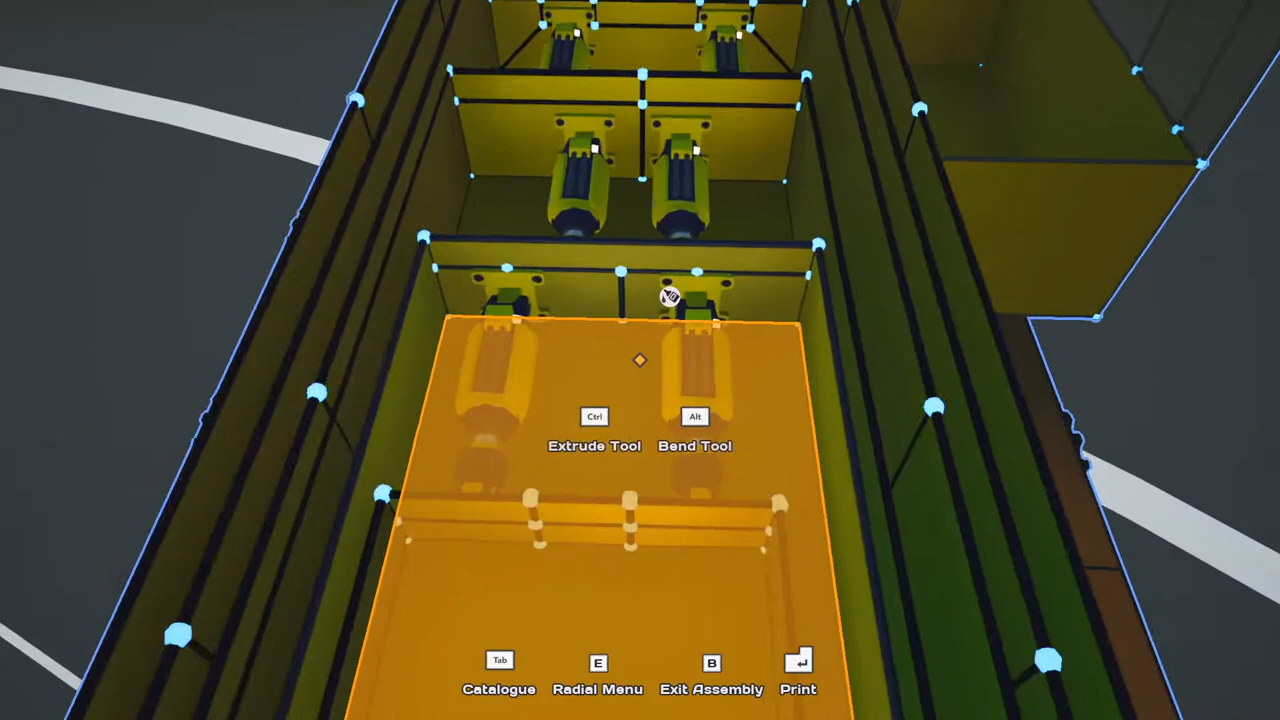 Ctrl
Alt
Extrude Tool
Bend Tool
Tab
E
B
Catalogue
Radial Menu
Exit Assembly
Print